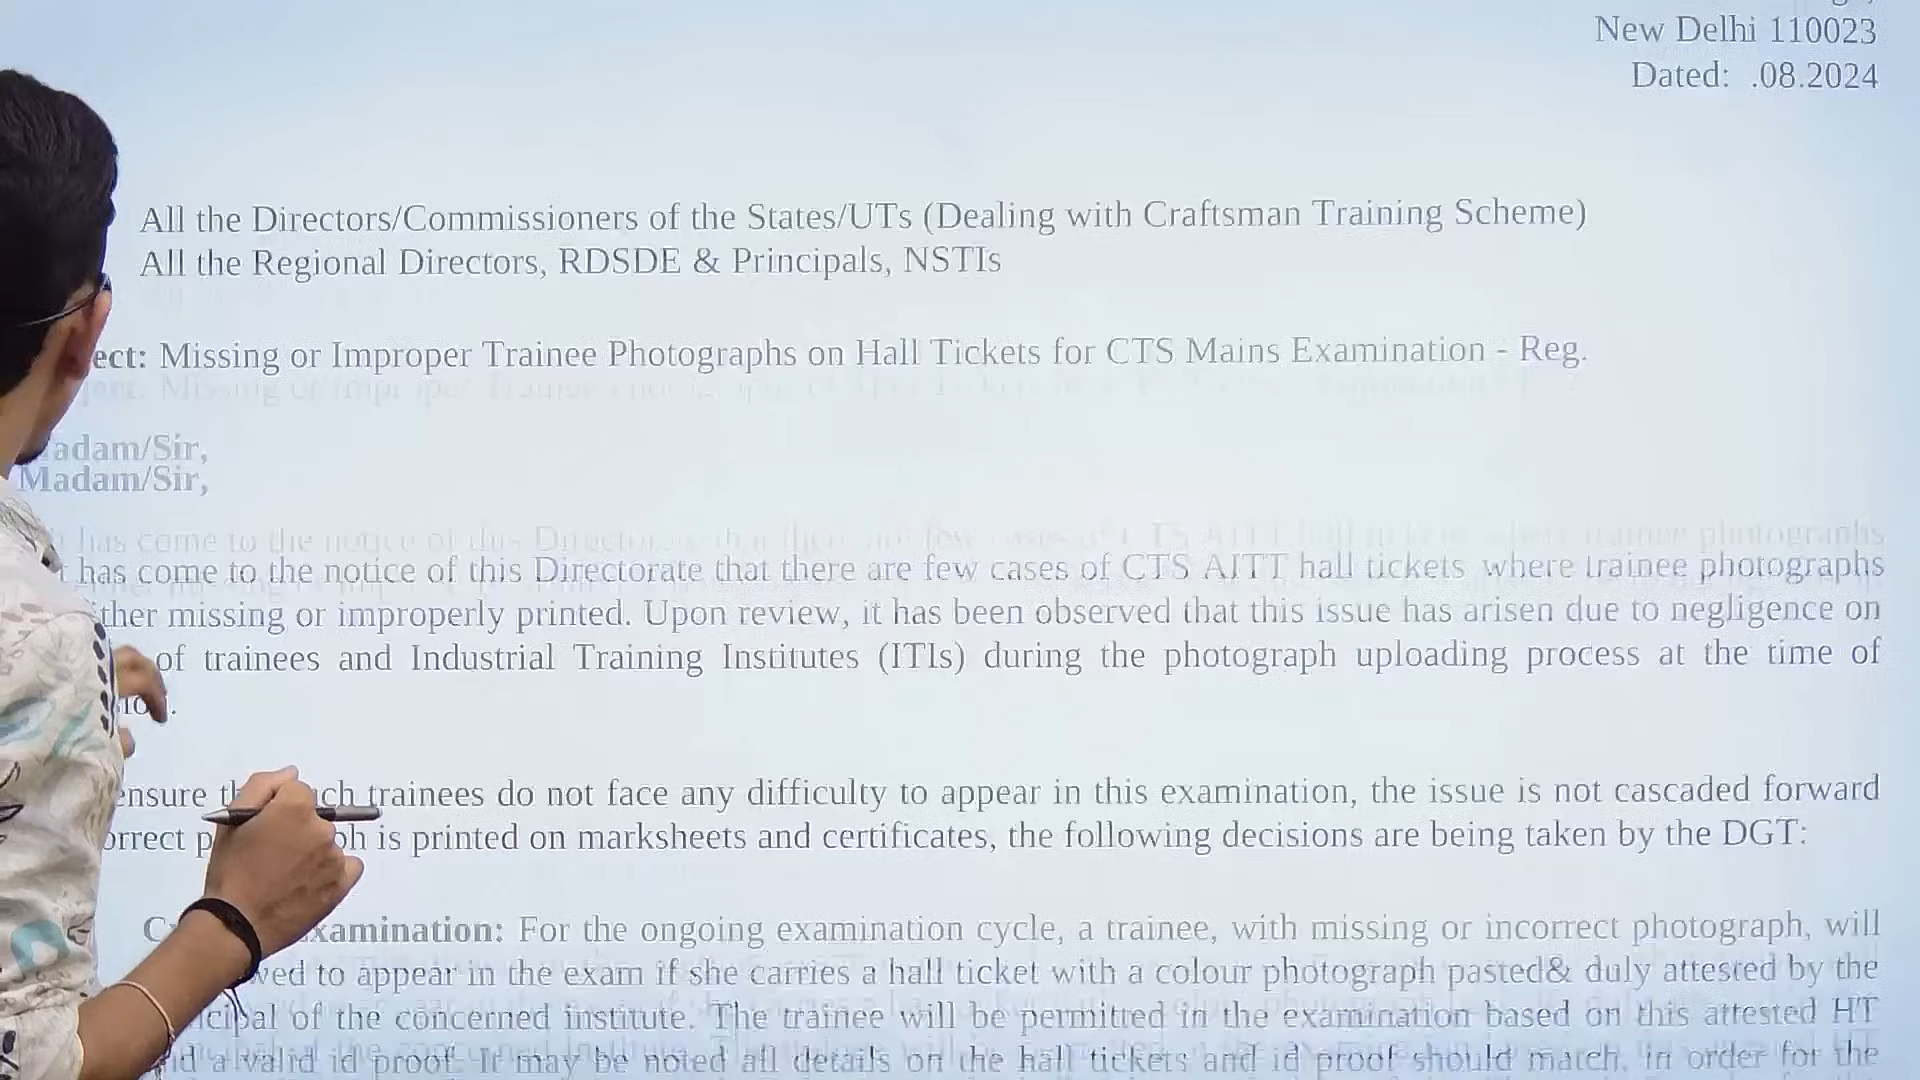 New Delhi 110023
Dated: .08.2024
All the Directors/Commissioners of the States/UTs (Dealing with Craftsman Training Scheme)
All the Regional Directors, RDSDE & Principals, NSTIs
ect: Missing or Improper Trainee Photographs on Hall Tickets for CTS Mains Examination - Reg.
Madam/Sir,
has come to the notice of this Directorate that there are few cases of CTS AITT hall tickets where trainee photographs
ther missing or improperly printed. Upon review, it has been observed that this issue has arisen due to negligence on
of trainees and Industrial Training Institutes (ITIs) during the photograph uploading process at the time of
ensure th ch trainees do not face any difficulty to appear in this examination, the issue is not cascaded forward
orrect p ph is printed on marksheets and certificates, the following decisions are being taken by the DGT:
C xamination: For the ongoing examination cycle, a trainee, with missing or incorrect photograph, will
wed to appear in the exam if she carries a hall ticket with a colour photograph pasted& duly attested by the
cipal of the concerned institute. The trainee will be permitted in the examination based on this attested HT
nd a valid id proof. It may be noted all details on the hall tickets and id proof should match, in order for the